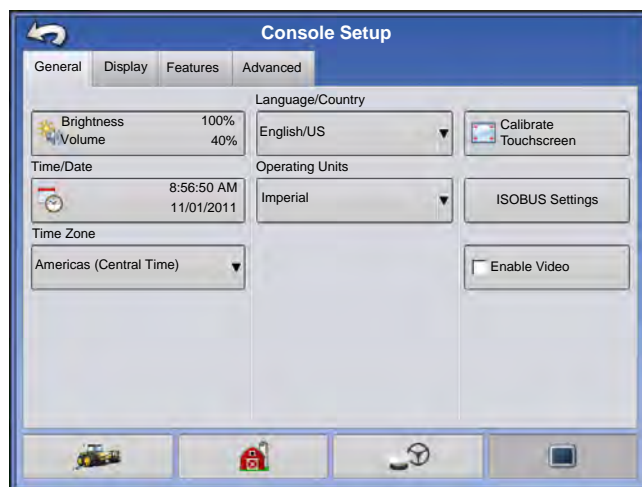 Console Setup
General Display Features Advanced
Language/Country
Brightness 100%
Volume 40%
English/US
Calibrate
Touchscreen
Time/Date
Operating Units
8:56:50 AM
11/01/2011
Imperial
ISOBUS Settings
Time Zone
Americas (Central Time)
Enable Video